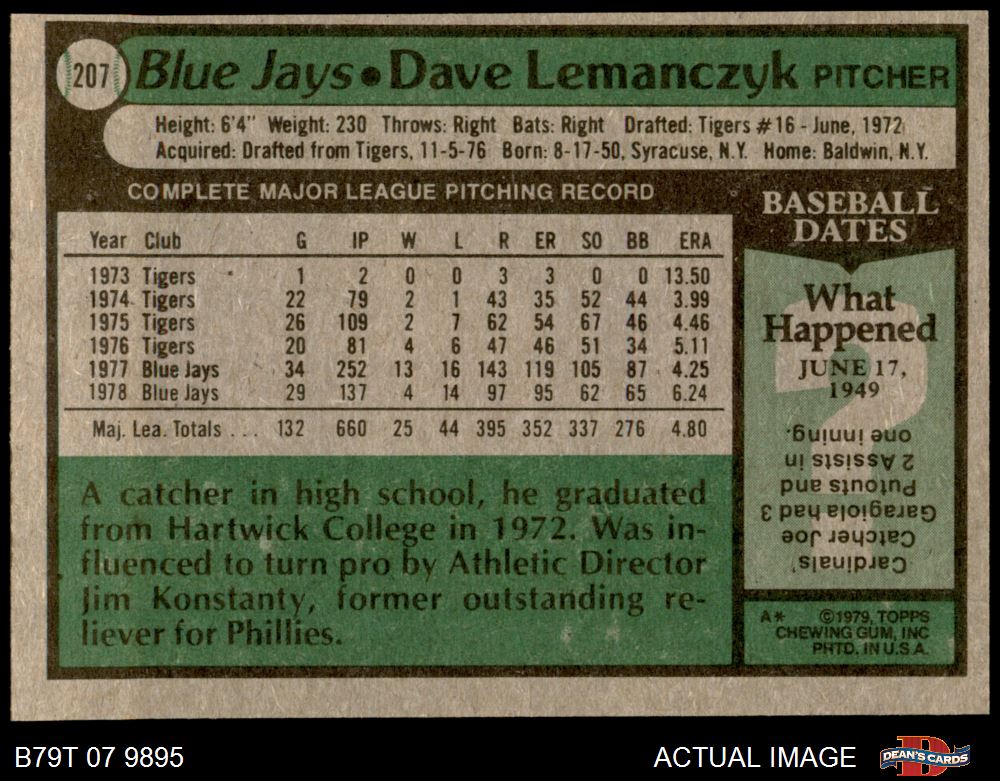 207 Blue Jays • Dave Lemanczyk PITCHER
Height: 6'4" Weight: 230 Throws: Right Bats: Right Drafted: Tigers #16 - June, 1972
Acquired: Drafted from Tigers, 11-5-76 Born: 8-17-50, Syracuse, N.Y. Home: Baldwin, N.Y.
COMPLETE MAJOR LEAGUE PITCHING RECORD
Year Club G IP W L R ER SO BB ERA
1973 Tigers 1 2 0 0 3 3 0 0 13.50
1974 Tigers 22 79 2 1 43 35 52 44 3.99
1975 Tigers 26 109 2 7 62 54 67 46 4.46
1976 Tigers 20 81 4 6 47 46 51 34 5.11
1977 Blue Jays 34 252 13 16 143 119 105 87 4.25
1978 Blue Jays 29 137 4 14 97 95 62 65 6.24
Maj. Lea. Totals . . . 132 660 25 44 395 352 337 276 4.80
A catcher in high school, he graduated
from Hartwick College in 1972. Was in-
fluenced to turn pro by Athletic Director
Jim Konstanty, former outstanding re-
liever for Phillies.
BASEBALL
DATES
What
Happened
JUNE 17,
1949
Cardinals'
Catcher Joe
Garagiola had 3
Putouts and
2 Assists in
one inning.
A* ©1979, TOPPS
CHEWING GUM, INC
PRTD. IN U.S.A.
B79T 07 9895
ACTUAL IMAGE
DEAN'S CARDS